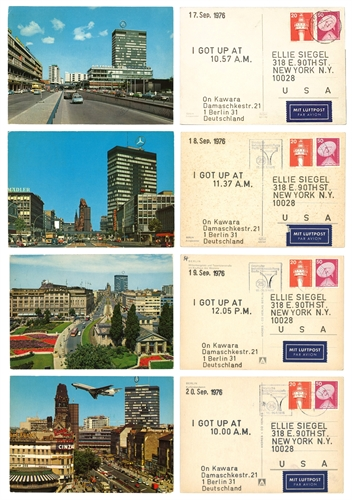 17. Sep. 1976
20
I GOT UP AT
10.57 A.M.
ELLIE SIEGEL
318 E. 90TH ST.
NEW YORK N.Y.
10028
U S A
On Kawara
Damaschkestr. 21
1 Berlin 31
Deutschland
MIT LUFTPOST
PAR AVION
18. Sep. 1976
20
I GOT UP AT
11.37 A.M.
ELLIE SIEGEL
318 E. 90TH ST.
NEW YORK N.Y.
10028
U S A
On Kawara
Damaschkestr. 21
1 Berlin 31
Deutschland
MIT LUFTPOST
PAR AVION
19. Sep. 1976
20
I GOT UP AT
12.05 P.M.
ELLIE SIEGEL
318 E. 90TH ST.
NEW YORK N.Y.
10028
U S A
On Kawara
Damaschkestr. 21
1 Berlin 31
Deutschland
MIT LUFTPOST
PAR AVION
CINZA
20. Sep. 1976
20
I GOT UP AT
10.00 A.M.
ELLIE SIEGEL
318 E. 90TH ST.
NEW YORK N.Y.
10028
U S A
On Kawara
Damaschkestr. 21
1 Berlin 31
Deutschland
MIT LUFTPOST
PAR AVION